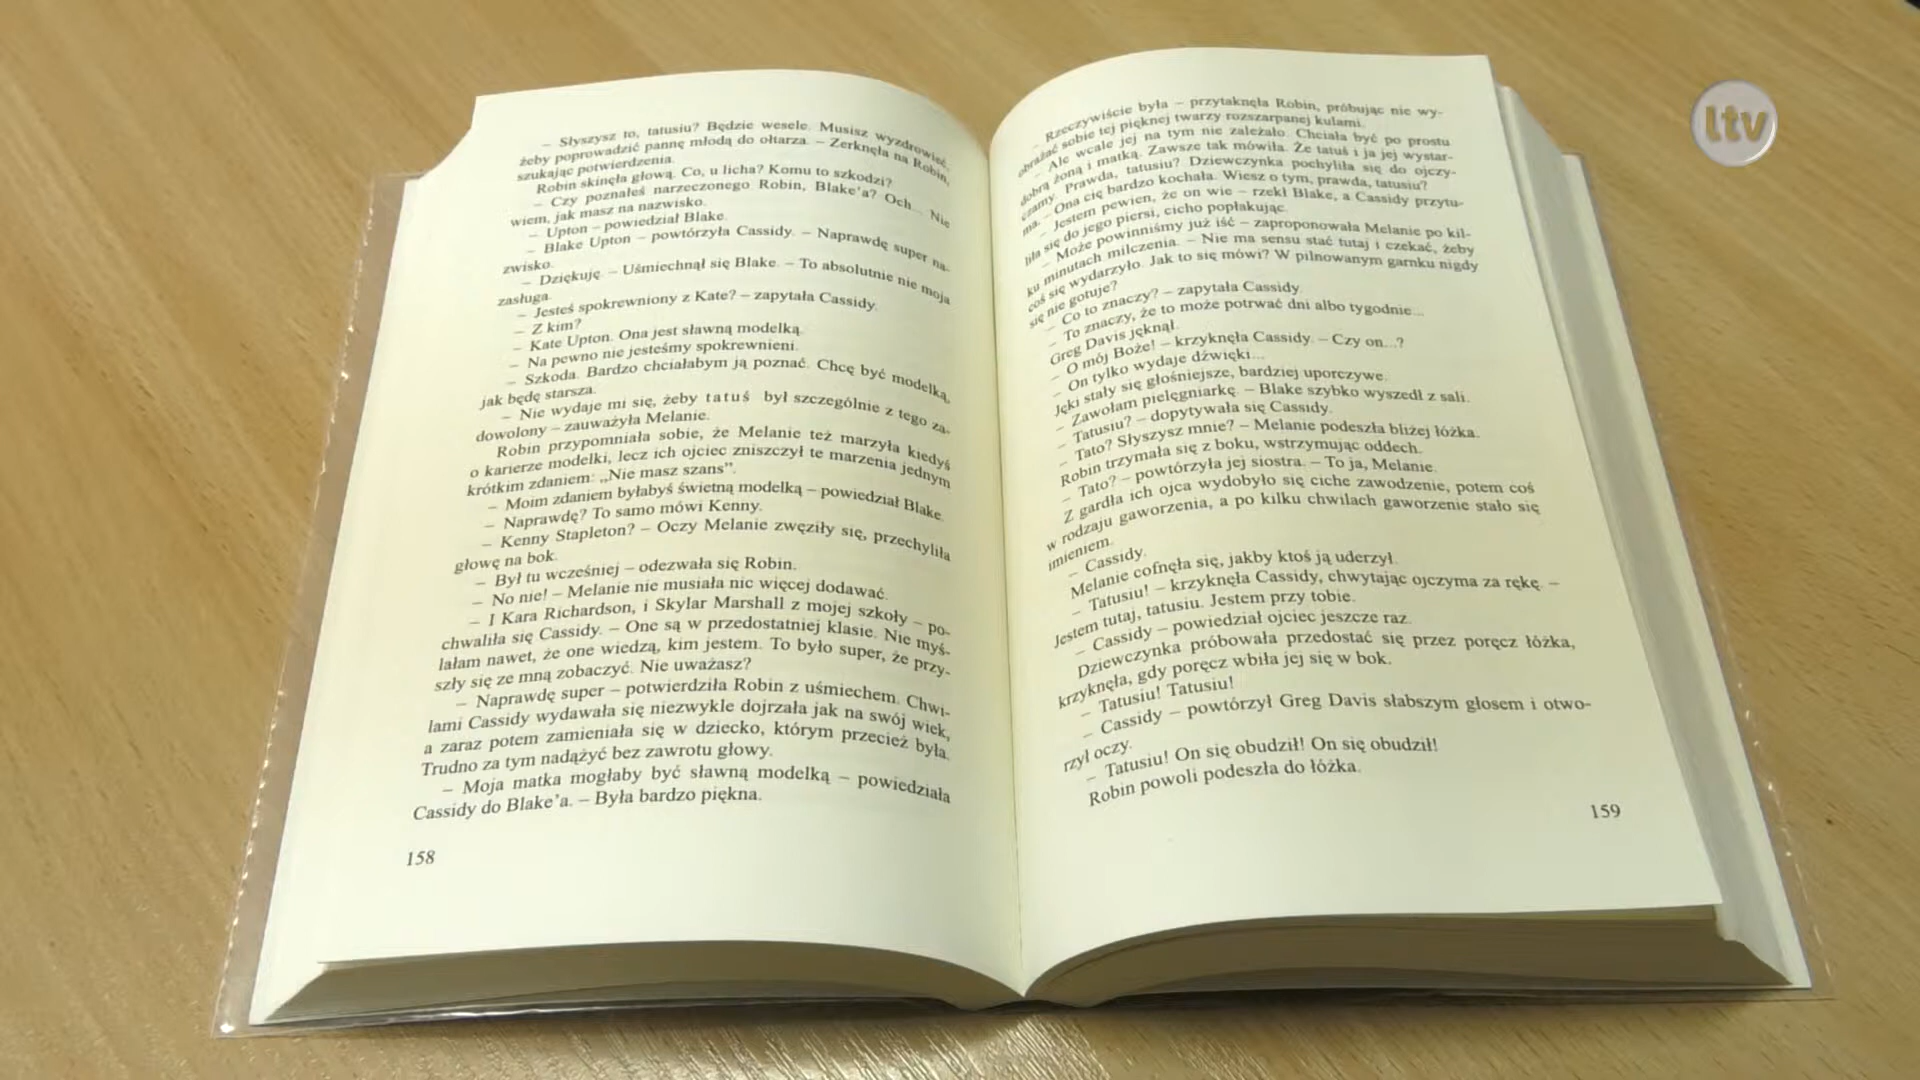 – Słyszysz to, tatusiu? Będzie wesele. Musisz wyzdrowieć,
żeby poprowadzić pannę młodą do ołtarza. – Zerknęła na Robin,
szukając potwierdzenia.
Robin skinęła głową. Co, u licha? Komu to szkodzi?
– Czy poznałeś narzeczonego Robin, Blake’a? Och... Nie
wiem, jak masz na nazwisko.
– Upton – powiedział Blake.
– Blake Upton – powtórzyła Cassidy. – Naprawdę super na-
zwisko.
– Dziękuję. – Uśmiechnął się Blake. – To absolutnie nie moja
zasługa.
– Jesteś spokrewniony z Kate? – zapytała Cassidy.
– Z kim?
– Kate Upton. Ona jest sławną modelką.
– Na pewno nie jesteśmy spokrewnieni.
– Szkoda. Bardzo chciałabym ją poznać. Chcę być modelką,
jak będę starsza.
– Nie wydaje mi się, żeby tatuś był szczególnie z tego za-
dowolony – zauważyła Melanie.
Robin przypomniała sobie, że Melanie też marzyła kiedyś
o karierze modelki, lecz ich ojciec zniszczył te marzenia jednym
krótkim zdaniem: „Nie masz szans”.
– Moim zdaniem byłabyś świetną modelką – powiedział Blake.
– Naprawdę? To samo mówi Kenny.
– Kenny Stapleton? – Oczy Melanie zwęziły się, przechyliła
głowę na bok.
– Był tu wcześniej – odezwała się Robin.
– No nie! – Melanie nie musiała nic więcej dodawać.
– I Kara Richardson, i Skylar Marshall z mojej szkoły – po-
chwaliła się Cassidy. – One są w przedostatniej klasie. Nie myś-
lałam nawet, że one wiedzą, kim jestem. To było super, że przy-
szły się ze mną zobaczyć. Nie uważasz?
– Naprawdę super – potwierdziła Robin z uśmiechem. Chwi-
lami Cassidy wydawała się niezwykle dojrzała jak na swój wiek,
a zaraz potem zamieniała się w dziecko, którym przecież była.
Trudno za tym nadążyć bez zawrotu głowy.
– Moja matka mogłaby być sławną modelką – powiedziała
Cassidy do Blake’a. – Była bardzo piękna.
158
– Rzeczywiście była – przytaknęła Robin, próbując nie wy-
obrażać sobie tej pięknej twarzy rozszarpanej kulami.
– Ale wcale jej na tym nie zależało. Chciała być po prostu
dobrą żoną i matką. Zawsze tak mówiła. Że tatuś i ja jej wystar-
czamy. Prawda, tatusiu? Dziewczynka pochyliła się do ojczy-
ma. – Ona cię bardzo kochała. Wiesz o tym, prawda, tatusiu?
– Jestem pewien, że on wie – rzekł Blake, a Cassidy przytu-
liła się do jego piersi, cicho popłakując.
– Może powinniśmy już iść – zaproponowała Melanie po kil-
ku minutach milczenia. – Nie ma sensu stać tutaj i czekać, żeby
coś się wydarzyło. Jak to się mówi? W pilnowanym garnku nigdy
się nie gotuje?
– Co to znaczy? – zapytała Cassidy.
– To znaczy, że to może potrwać dni albo tygodnie...
Greg Davis jęknął.
– O mój Boże! – krzyknęła Cassidy. – Czy on...?
– On tylko wydaje dźwięki...
Jęki stały się głośniejsze, bardziej uporczywe.
– Zawołam pielęgniarkę. – Blake szybko wyszedł z sali.
– Tatusiu? – dopytywała się Cassidy.
– Tato? Słyszysz mnie? – Melanie podeszła bliżej łóżka.
Robin trzymała się z boku, wstrzymując oddech.
– Tato? – powtórzyła jej siostra. – To ja, Melanie.
Z gardła ich ojca wydobyło się ciche zawodzenie, potem coś
w rodzaju gaworzenia, a po kilku chwilach gaworzenie stało się
imieniem.
– Cassidy.
Melanie cofnęła się, jakby ktoś ją uderzył.
– Tatusiu! – krzyknęła Cassidy, chwytając ojczyma za rękę. –
Jestem tutaj, tatusiu. Jestem przy tobie.
– Cassidy – powiedział ojciec jeszcze raz.
Dziewczynka próbowała przedostać się przez poręcz łóżka,
krzyknęła, gdy poręcz wbiła jej się w bok.
– Tatusiu! Tatusiu!
– Cassidy – powtórzył Greg Davis słabszym głosem i otwo-
rzył oczy.
– Tatusiu! On się obudził! On się obudził!
Robin powoli podeszła do łóżka.
159
ltv